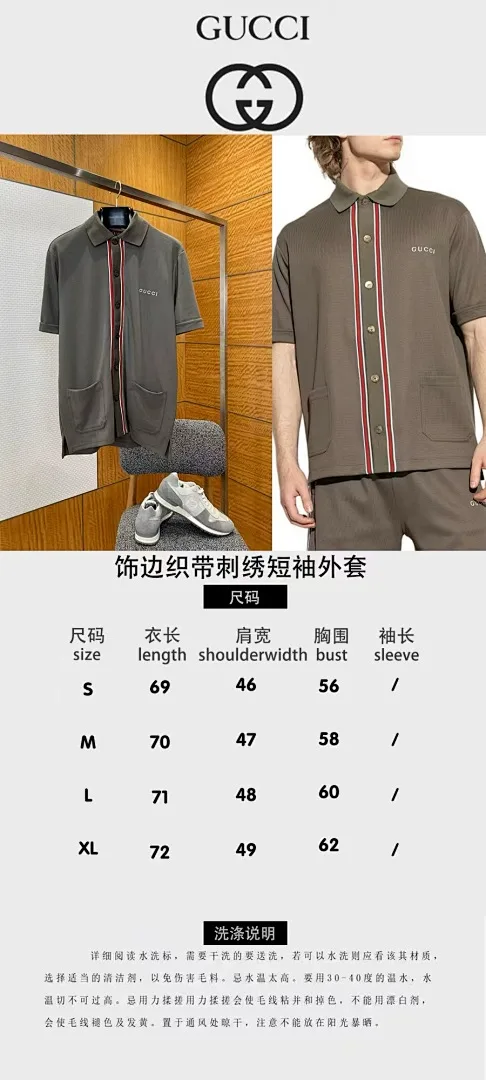 GUCCI
GUCCI
GUCCI
饰边织带刺绣短袖外套
尺码
尺码 衣长 肩宽 胸围 袖长
size length shoulderwidth bust sleeve
S 69 46 56 /
M 70 47 58 /
L 71 48 60 /
XL 72 49 62 /
洗涤说明
详细阅读水洗标，需要干洗的要送洗，若可以水洗则应看该其材质，
选择适当的清洁剂，以免伤害毛料。忌水温太高。要用30-40度的温水，水
温切不可过高。忌用力揉搓用力揉搓会使毛线粘井和掉色，不能用漂白剂，
会使毛线褪色及发黄。置于通风处晾干，注意不能放在阳光暴晒。